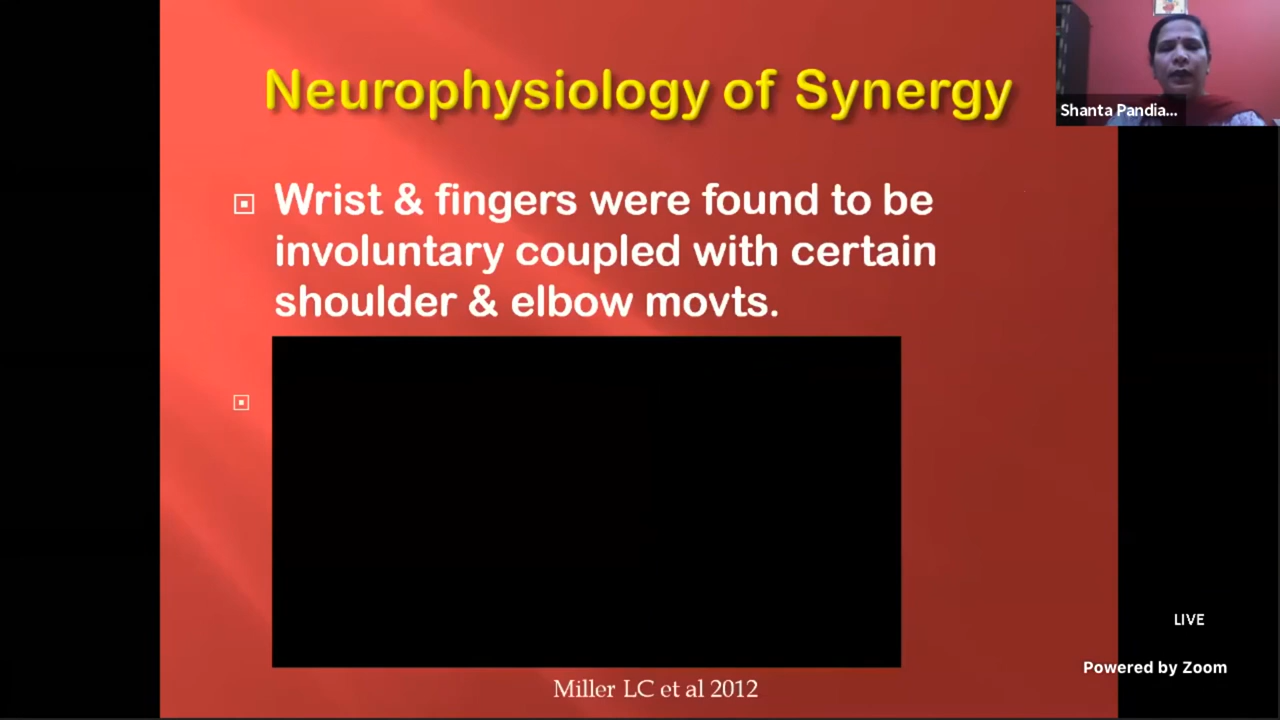 Neurophysiology of Synergy
Shanta Pandia...
Wrist & fingers were found to be
involuntary coupled with certain
shoulder & elbow movts.
LIVE
Powered by Zoom
Miller LC et al 2012